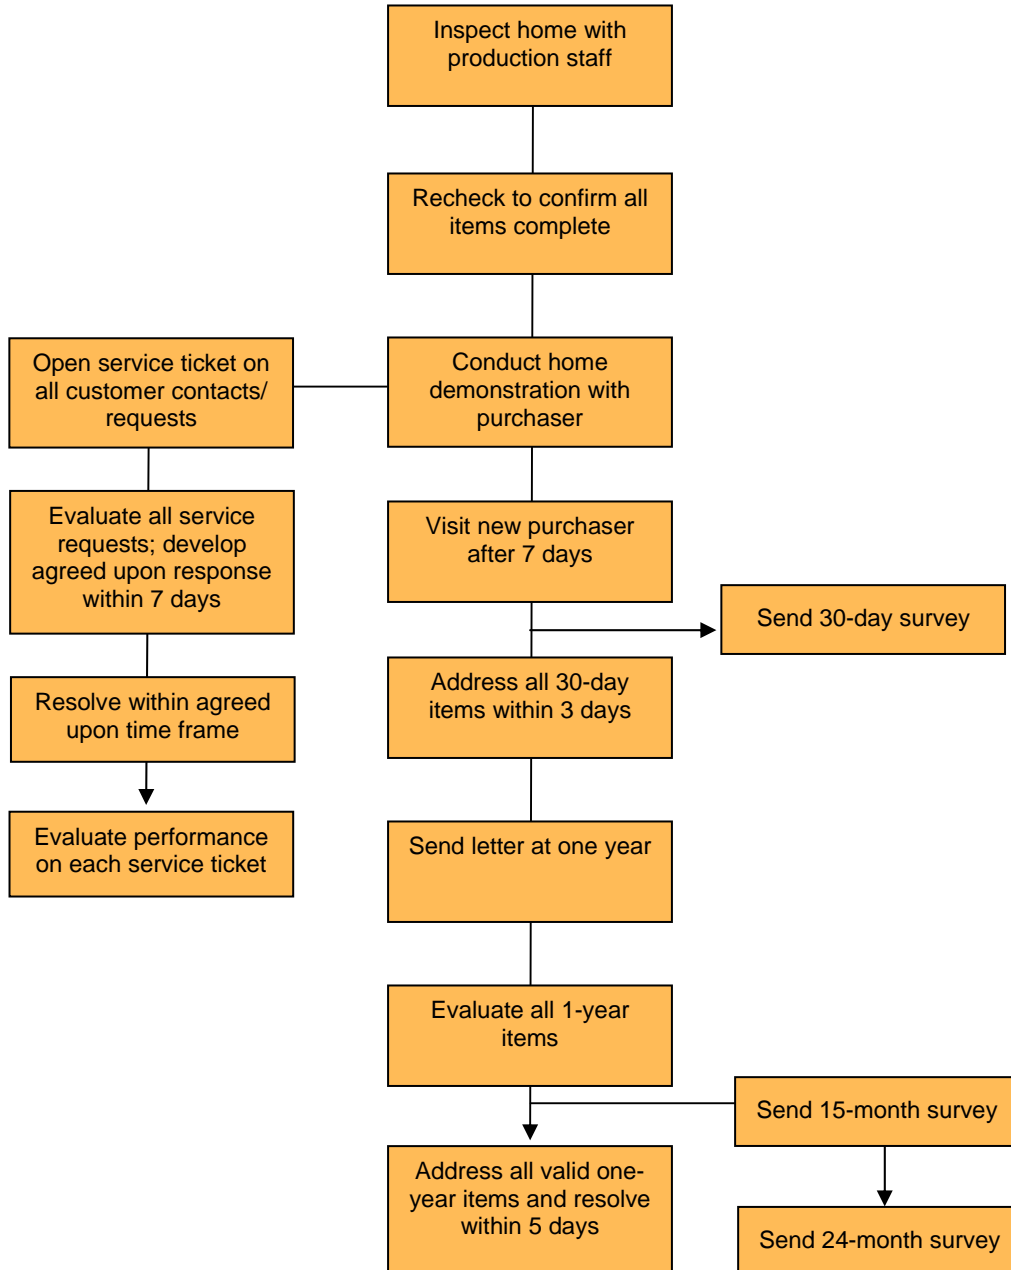 Inspect home with
production staff
Recheck to confirm all
items complete
Conduct home
demonstration with
purchaser
Open service ticket on
all customer contacts/
requests
Evaluate all service
requests; develop
agreed upon response
within 7 days
Resolve within agreed
upon time frame
Evaluate performance
on each service ticket
Visit new purchaser
after 7 days
Send 30-day survey
Address all 30-day
items within 3 days
Send letter at one year
Evaluate all 1-year
items
Send 15-month survey
Address all valid one-
year items and resolve
within 5 days
Send 24-month survey